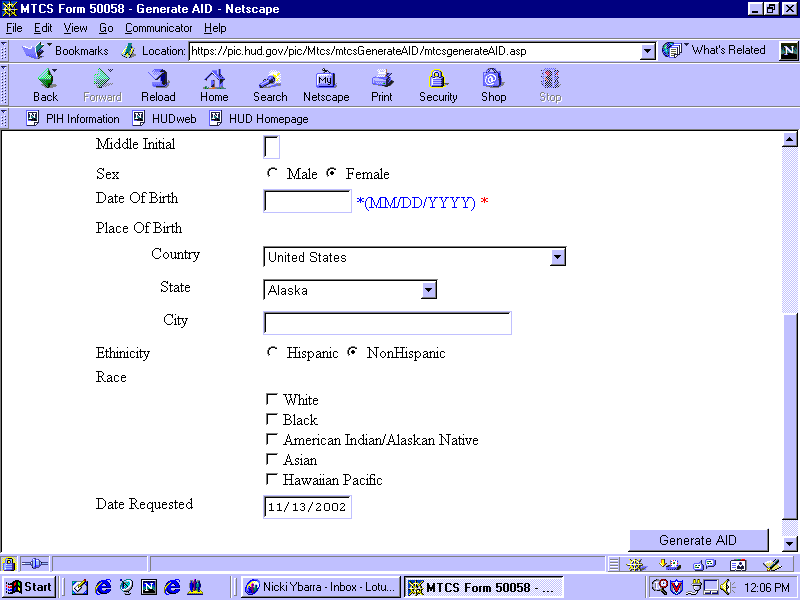 MTCS Form 50058 - Generate AID - Netscape
File Edit View Go Communicator Help
Bookmarks Location: https://pic.hud.gov/pic/Mtcs/mtcsGenerateAID/mtcsgenerateAID.asp What's Related N
My
Back Forward Reload Home Search Netscape Print Security Shop Stop
PIH Information HUDweb HUD Homepage
Middle Initial
Sex Male Female
Date Of Birth *(MM/DD/YYYY) *
Place Of Birth
Country United States
State Alaska
City
Ethinicity Hispanic NonHispanic
Race
White
Black
American Indian/Alaskan Native
Asian
Hawaiian Pacific
Date Requested 11/13/2002
Generate AID
Start Nicki Ybarra - Inbox - Lotu... MTCS Form 50058 - ... 12:06 PM